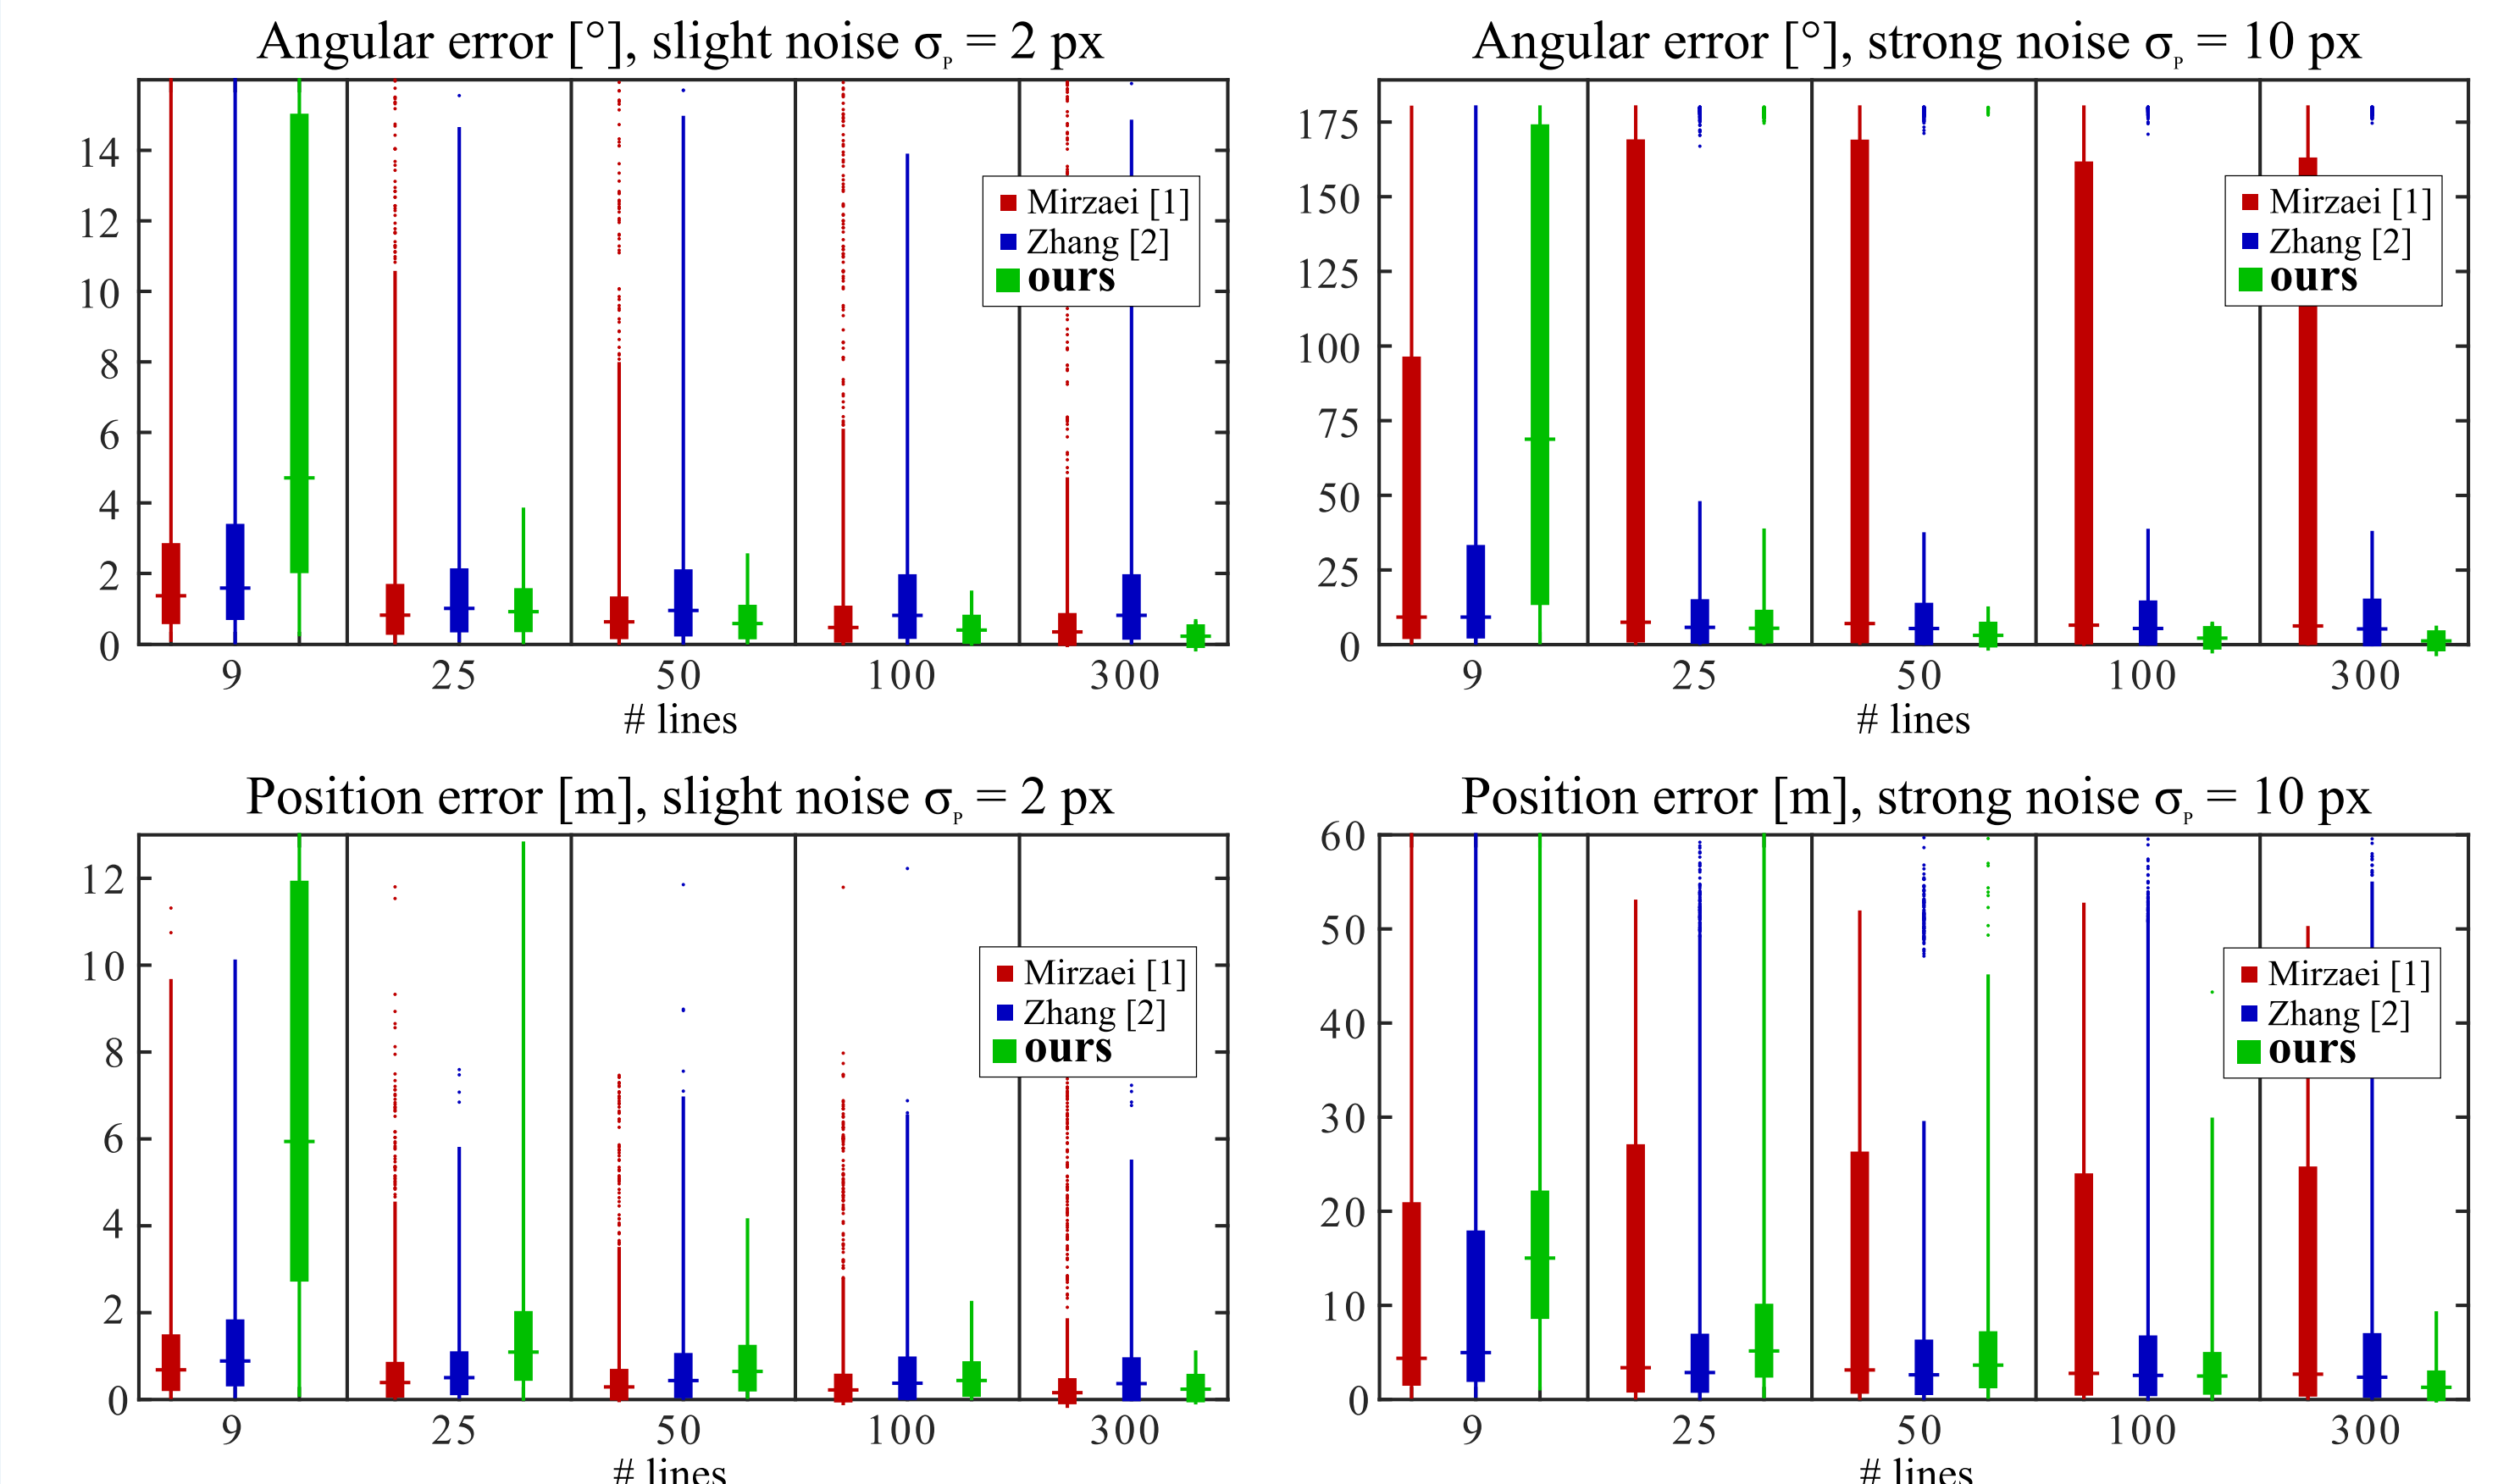 Angular error [°], slight noise σP = 2 px
14
12
10
8
6
4
2
0
Mirzaei [1]
Zhang [2]
ours
9 25 50 100 300
# lines
Angular error [°], strong noise σP = 10 px
175
150
125
100
75
50
25
0
Mirzaei [1]
Zhang [2]
ours
9 25 50 100 300
# lines
Position error [m], slight noise σP = 2 px
12
10
8
6
4
2
0
Mirzaei [1]
Zhang [2]
ours
9 25 50 100 300
# lines
Position error [m], strong noise σP = 10 px
60
50
40
30
20
10
0
Mirzaei [1]
Zhang [2]
ours
9 25 50 100 300
# lines